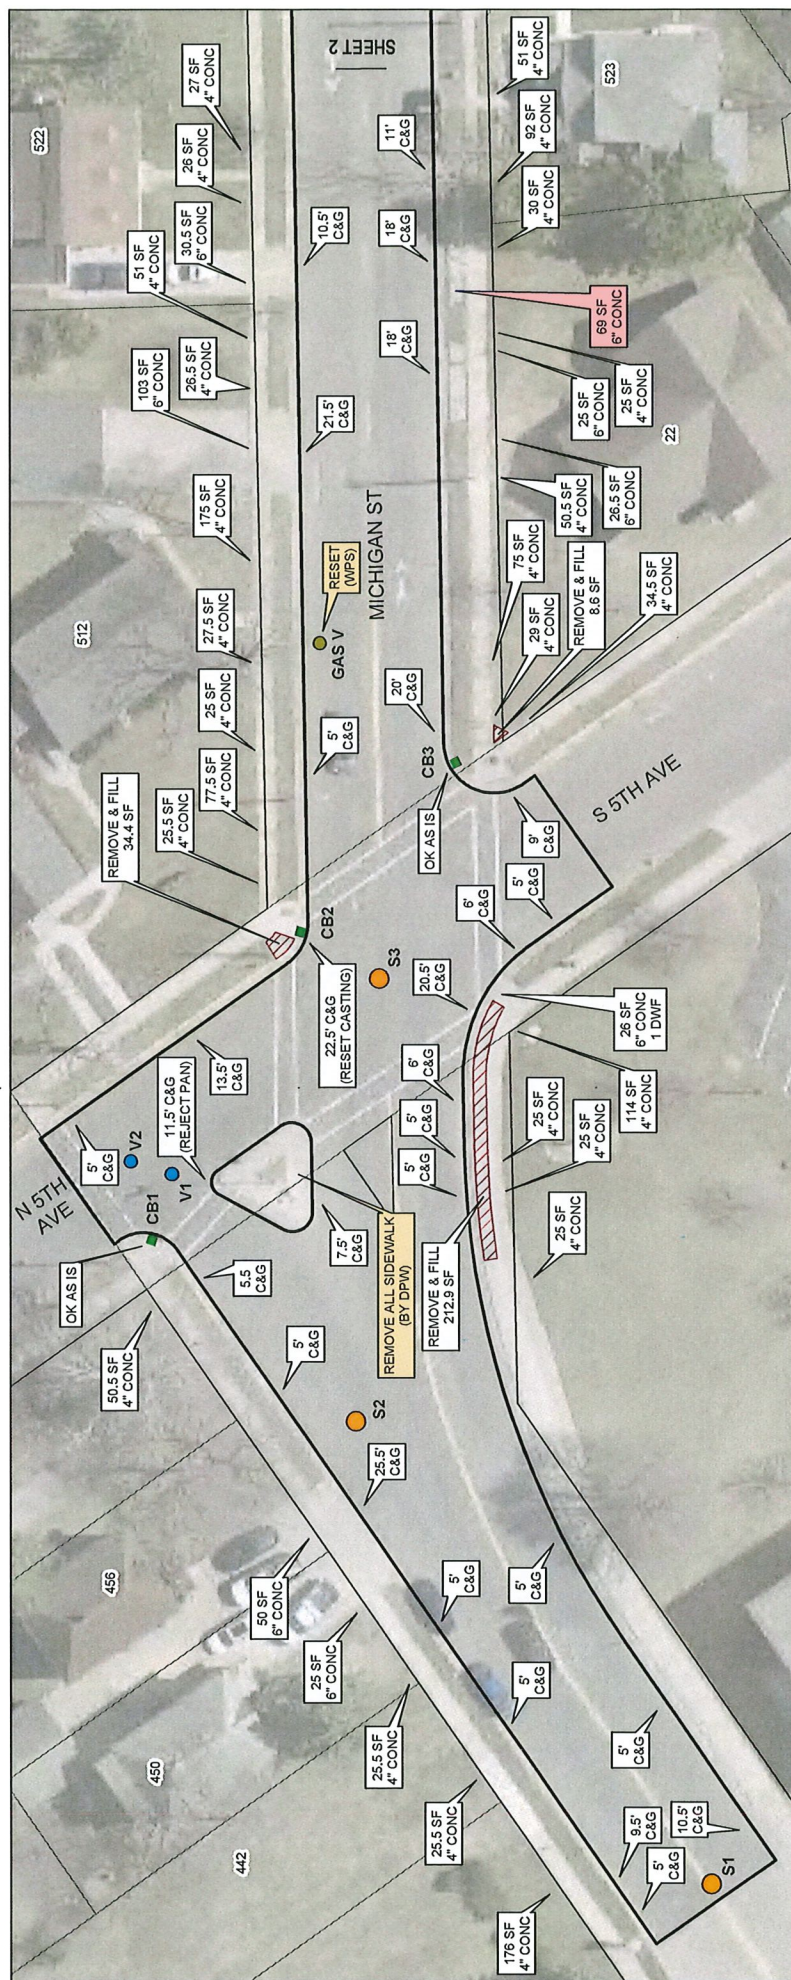 SHEET 2
522
27 SF
4" CONC
26 SF
4" CONC
30.5 SF
6" CONC
51 SF
4" CONC
26.5 SF
4" CONC
103 SF
6" CONC
175 SF
4" CONC
512
27.5 SF
4" CONC
25 SF
4" CONC
77.5 SF
4" CONC
25.5 SF
4" CONC
REMOVE & FILL
34.4 SF
10.5'
C&G
21.5'
C&G
RESET
(WPS)
GAS V
MICHIGAN ST
5'
C&G
CB2
22.5' C&G
(RESET CASTING)
S3
11'
C&G
18'
C&G
18'
C&G
20'
C&G
CB3
OK AS IS
51 SF
4" CONC
523
92 SF
4" CONC
30 SF
4" CONC
69 SF
6" CONC
25 SF
4" CONC
25 SF
6" CONC
22
26.5 SF
6" CONC
50.5 SF
4" CONC
75 SF
4" CONC
29 SF
4" CONC
REMOVE & FILL
8.6 SF
34.5 SF
4" CONC
S 5TH AVE
9'
C&G
5'
C&G
6'
C&G
20.5'
C&G
26 SF
6" CONC
1 DWF
114 SF
4" CONC
25 SF
4" CONC
25 SF
4" CONC
25 SF
4" CONC
6'
C&G
5'
C&G
5'
C&G
REMOVE & FILL
212.9 SF
REMOVE ALL SIDEWALK
(BY DPW)
7.5'
C&G
11.5' C&G
(REJECT PAN)
13.5'
C&G
5'
C&G
N 5TH
AVE
V2
V1
CB1
OK AS IS
5.5
C&G
50.5 SF
4" CONC
5'
C&G
S2
25.5'
C&G
456
50 SF
6" CONC
25 SF
6" CONC
5'
C&G
5'
C&G
450
25.5 SF
4" CONC
5'
C&G
442
25.5 SF
4" CONC
5'
C&G
176 SF
4" CONC
9.5'
C&G
10.5'
C&G
5'
C&G
S1